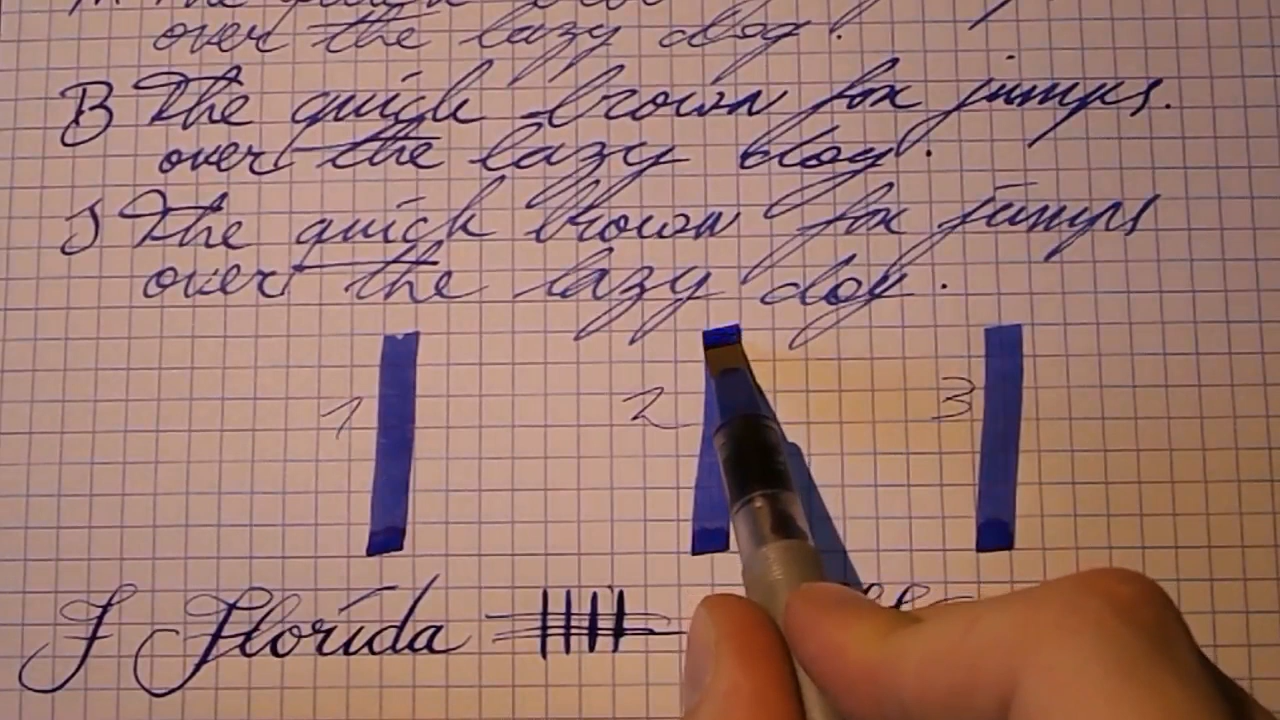 over the lazy dog.
B The quick brown fox jumps.
over the lazy dog.
J The quick brown fox jumps
over the lazy dog.
1 2 3
F Florida